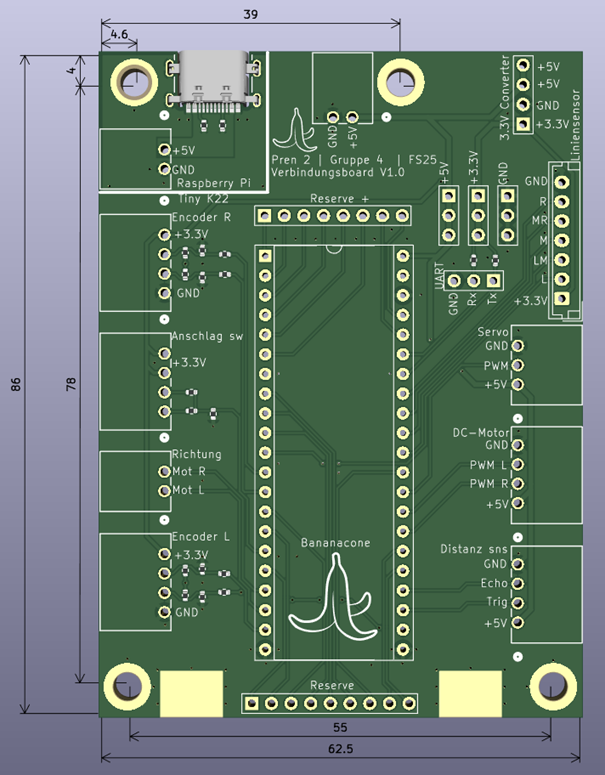 39
4.6
4
86
78
+5V
GND
Raspberry Pi
GND
+5V
Pren 2 | Gruppe 4 | FS25
Verbindungsboard V1.0
3.3V Converter
+5V
+5V
GND
+3.3V
Liniensensor
GND
R
MR
M
LM
L
+3.3V
Tiny K22
Reserve +
+5V
+3.3V
GND
Encoder R
+3.3V
GND
UART
GND
Rx
Tx
Anschlag sw
+3.3V
Servo
GND
PWM
+5V
Richtung
Mot R
Mot L
DC-Motor
GND
PWM L
PWM R
+5V
Encoder L
+3.3V
GND
Bananacone
Distanz sns
GND
Echo
Trig
+5V
Reserve
55
62.5